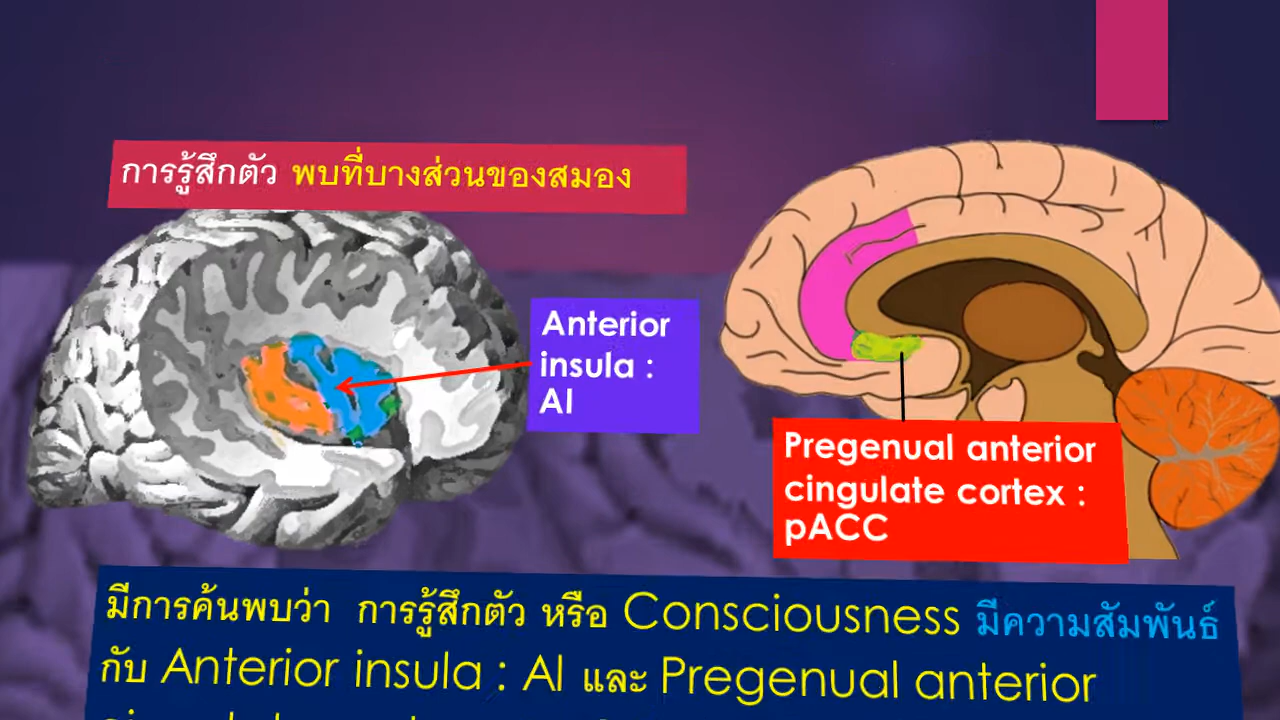 การรู้สึกตัว พบที่บางส่วนของสมอง
Anterior
insula :
AI
Pregenual anterior
cingulate cortex :
pACC
มีการค้นพบว่า การรู้สึกตัว หรือ Consciousness มีความสัมพันธ์
กับ Anterior insula : AI และ Pregenual anterior